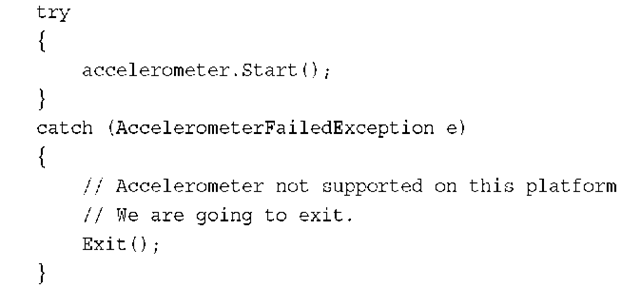 try
{
    accelerometer.Start();
}
catch (AccelerometerFailedException e)
{
    // Accelerometer not supported on this platform
    // We are going to exit.
    Exit();
}